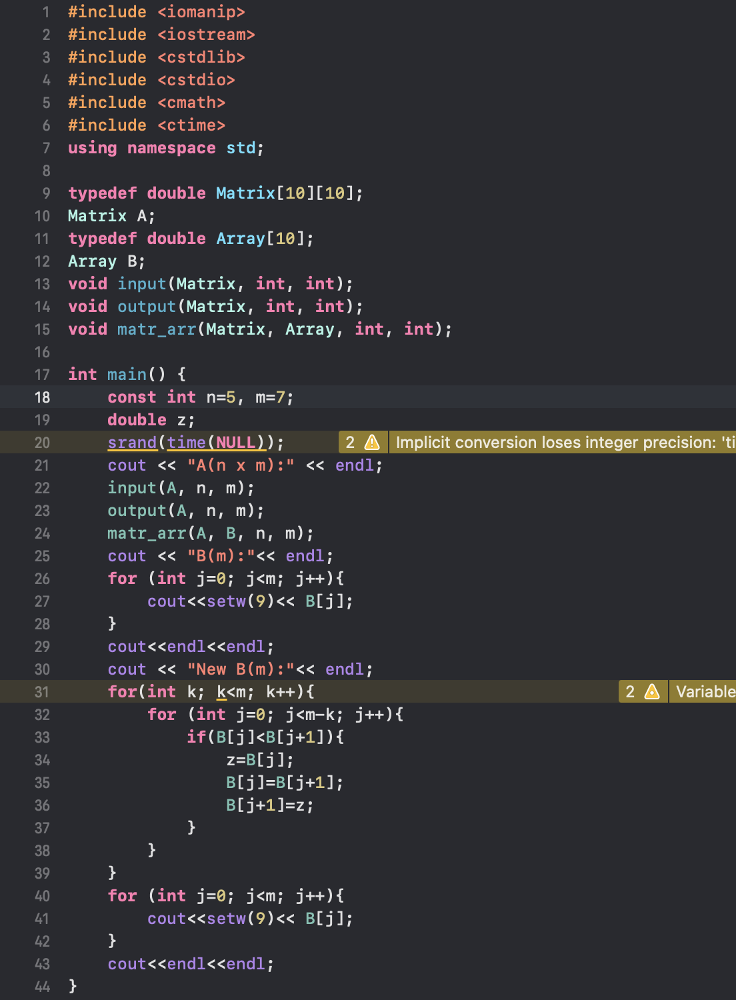 1 #include <iomanip>
2 #include <iostream>
3 #include <cstdlib>
4 #include <cstdio>
5 #include <cmath>
6 #include <ctime>
7 using namespace std;
8
9 typedef double Matrix[10][10];
10 Matrix A;
11 typedef double Array[10];
12 Array B;
13 void input(Matrix, int, int);
14 void output(Matrix, int, int);
15 void matr_arr(Matrix, Array, int, int);
16
17 int main() {
18     const int n=5, m=7;
19     double z;
20     srand(time(NULL)); 2 Implicit conversion loses integer precision: 'ti
21     cout << "A(n x m):" << endl;
22     input(A, n, m);
23     output(A, n, m);
24     matr_arr(A, B, n, m);
25     cout << "B(m):"<< endl;
26     for (int j=0; j<m; j++){
27         cout<<setw(9)<< B[j];
28     }
29     cout<<endl<<endl;
30     cout << "New B(m):"<< endl;
31     for(int k; k<m; k++){ 2 Variable
32         for (int j=0; j<m-k; j++){
33             if(B[j]<B[j+1]){
34                 z=B[j];
35                 B[j]=B[j+1];
36                 B[j+1]=z;
37             }
38         }
39     }
40     for (int j=0; j<m; j++){
41         cout<<setw(9)<< B[j];
42     }
43     cout<<endl<<endl;
44 }